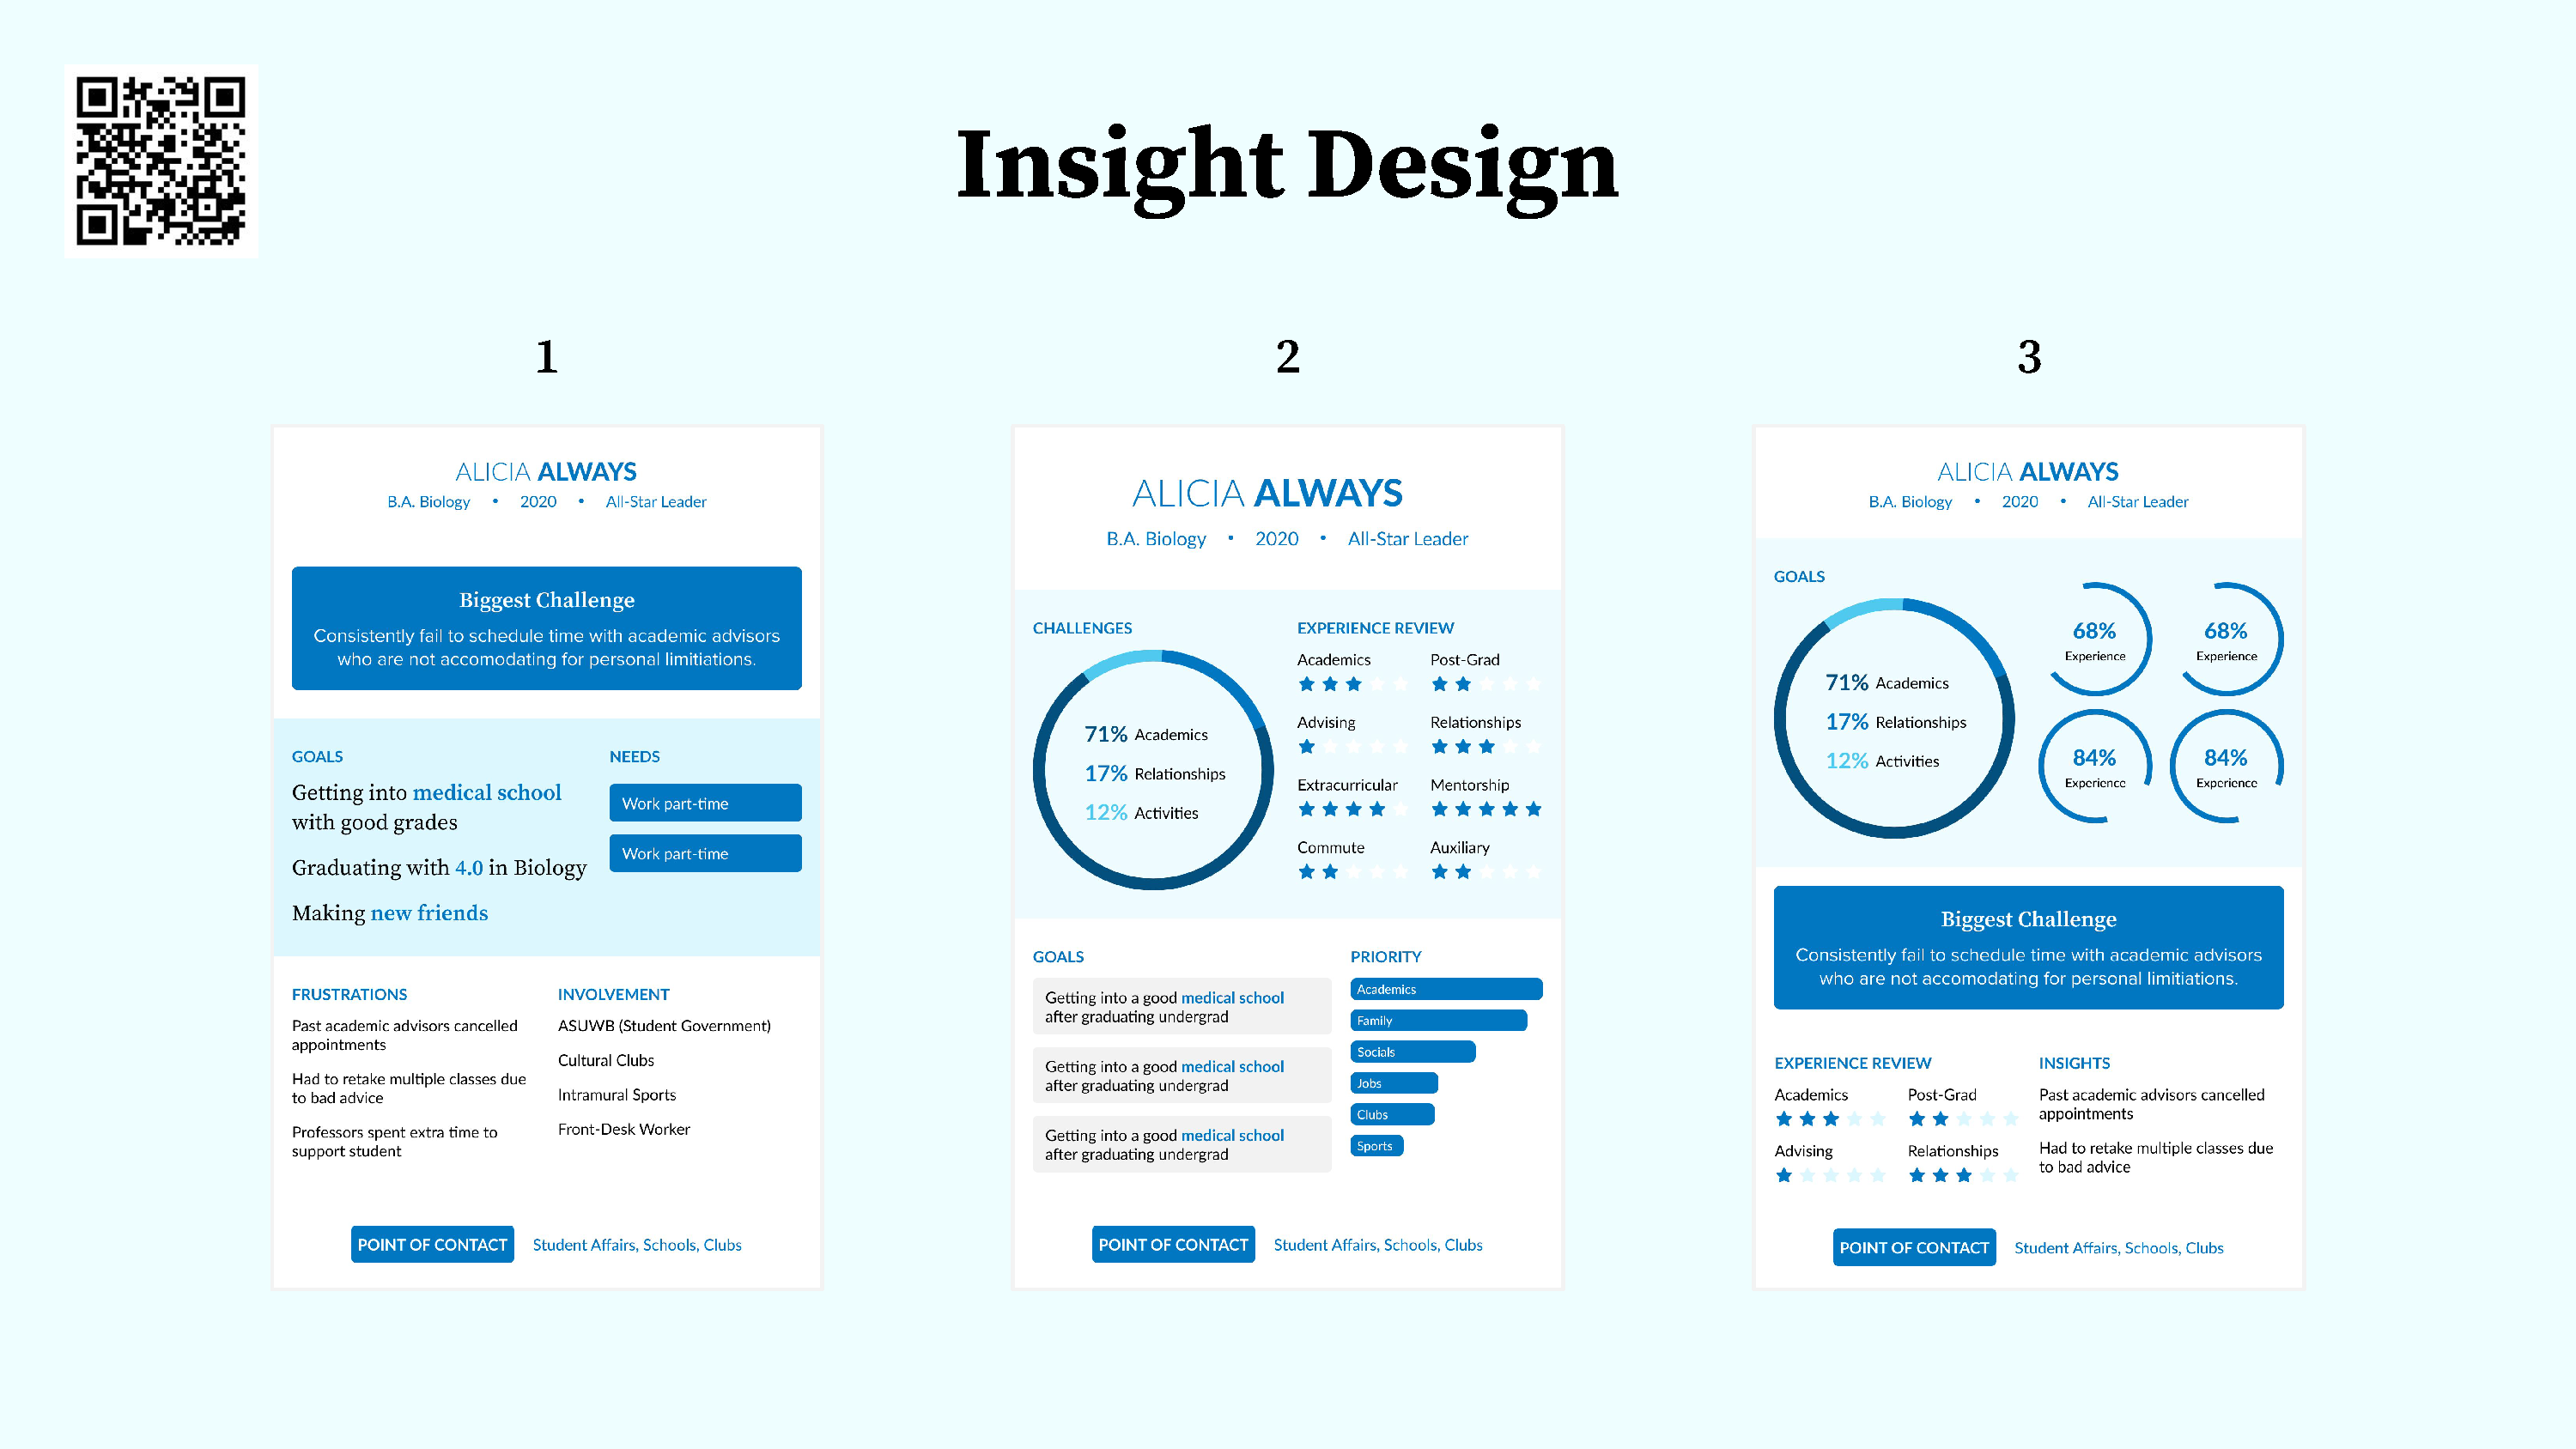 Insight Design
1
ALICIA ALWAYS
B.A. Biology • 2020 • All-Star Leader
Biggest Challenge
Consistently fail to schedule time with academic advisors
who are not accomodating for personal limitiations.
GOALS
Getting into medical school
with good grades
Graduating with 4.0 in Biology
Making new friends
NEEDS
Work part-time
Work part-time
FRUSTRATIONS
Past academic advisors cancelled
appointments
Had to retake multiple classes due
to bad advice
Professors spent extra time to
support student
INVOLVEMENT
ASUWB (Student Government)
Cultural Clubs
Intramural Sports
Front-Desk Worker
POINT OF CONTACT Student Affairs, Schools, Clubs
2
ALICIA ALWAYS
B.A. Biology • 2020 • All-Star Leader
CHALLENGES
71% Academics
17% Relationships
12% Activities
EXPERIENCE REVIEW
Academics Post-Grad
Advising Relationships
Extracurricular Mentorship
Commute Auxiliary
GOALS
Getting into a good medical school
after graduating undergrad
Getting into a good medical school
after graduating undergrad
Getting into a good medical school
after graduating undergrad
PRIORITY
Academics
Family
Socials
Jobs
Clubs
Sports
POINT OF CONTACT Student Affairs, Schools, Clubs
3
ALICIA ALWAYS
B.A. Biology • 2020 • All-Star Leader
GOALS
71% Academics
17% Relationships
12% Activities
68% 68%
Experience Experience
84% 84%
Experience Experience
Biggest Challenge
Consistently fail to schedule time with academic advisors
who are not accomodating for personal limitiations.
EXPERIENCE REVIEW
Academics Post-Grad
Advising Relationships
INSIGHTS
Past academic advisors cancelled
appointments
Had to retake multiple classes due
to bad advice
POINT OF CONTACT Student Affairs, Schools, Clubs